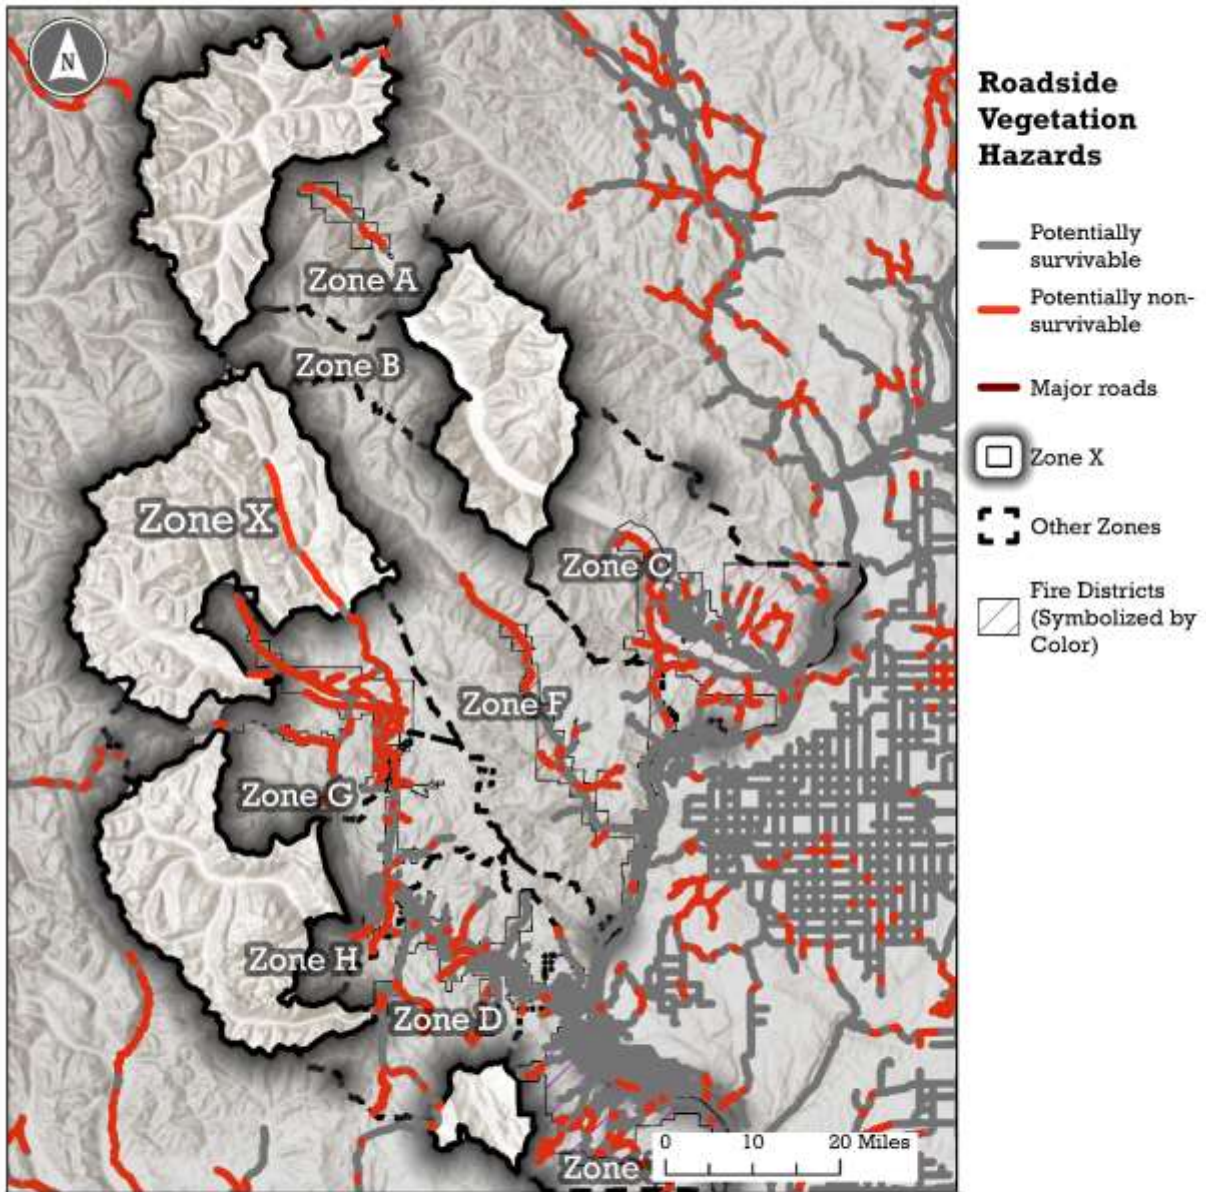 N
Zone A
Zone B
Zone X
Zone C
Zone F
Zone G
Zone H
Zone D
Zone
0 10 20 Miles
Roadside
Vegetation
Hazards
Potentially
survivable
Potentially non-
survivable
Major roads
Zone X
Other Zones
Fire Districts
(Symbolized by
Color)